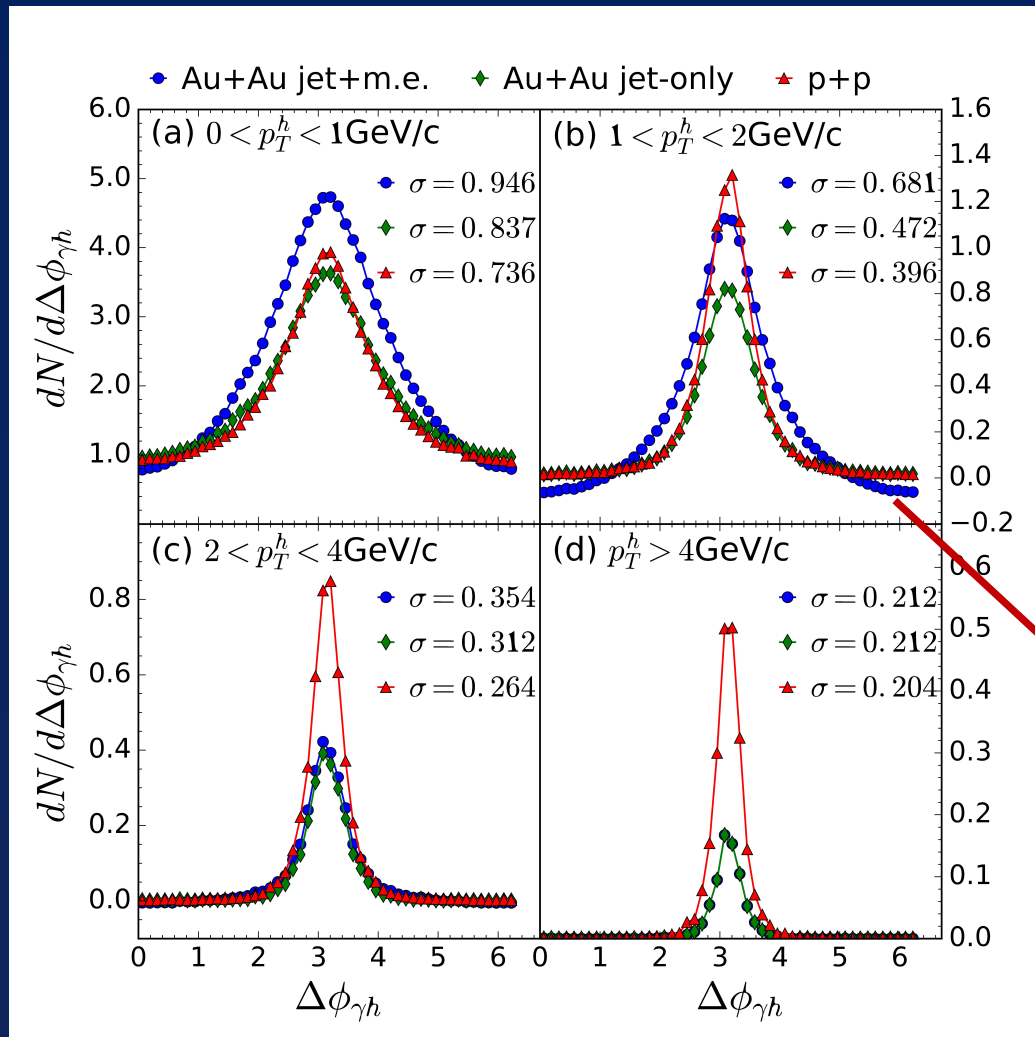 Au+Au jet+m.e. Au+Au jet-only p+p
(a) 0 < p_T^h < 1GeV/c
σ = 0.946
σ = 0.837
σ = 0.736
6.0
5.0
4.0
3.0
2.0
1.0
dN/dΔϕ_γh
(b) 1 < p_T^h < 2GeV/c
σ = 0.681
σ = 0.472
σ = 0.396
1.6
1.4
1.2
1.0
0.8
0.6
0.4
0.2
0.0
−0.2
(c) 2 < p_T^h < 4GeV/c
σ = 0.354
σ = 0.312
σ = 0.264
0.8
0.6
0.4
0.2
0.0
dN/dΔϕ_γh
0 1 2 3 4 5 6
Δϕ_γh
(d) p_T^h > 4GeV/c
σ = 0.212
σ = 0.212
σ = 0.204
0.6
0.5
0.4
0.3
0.2
0.1
0.0
0 1 2 3 4 5 6
Δϕ_γh